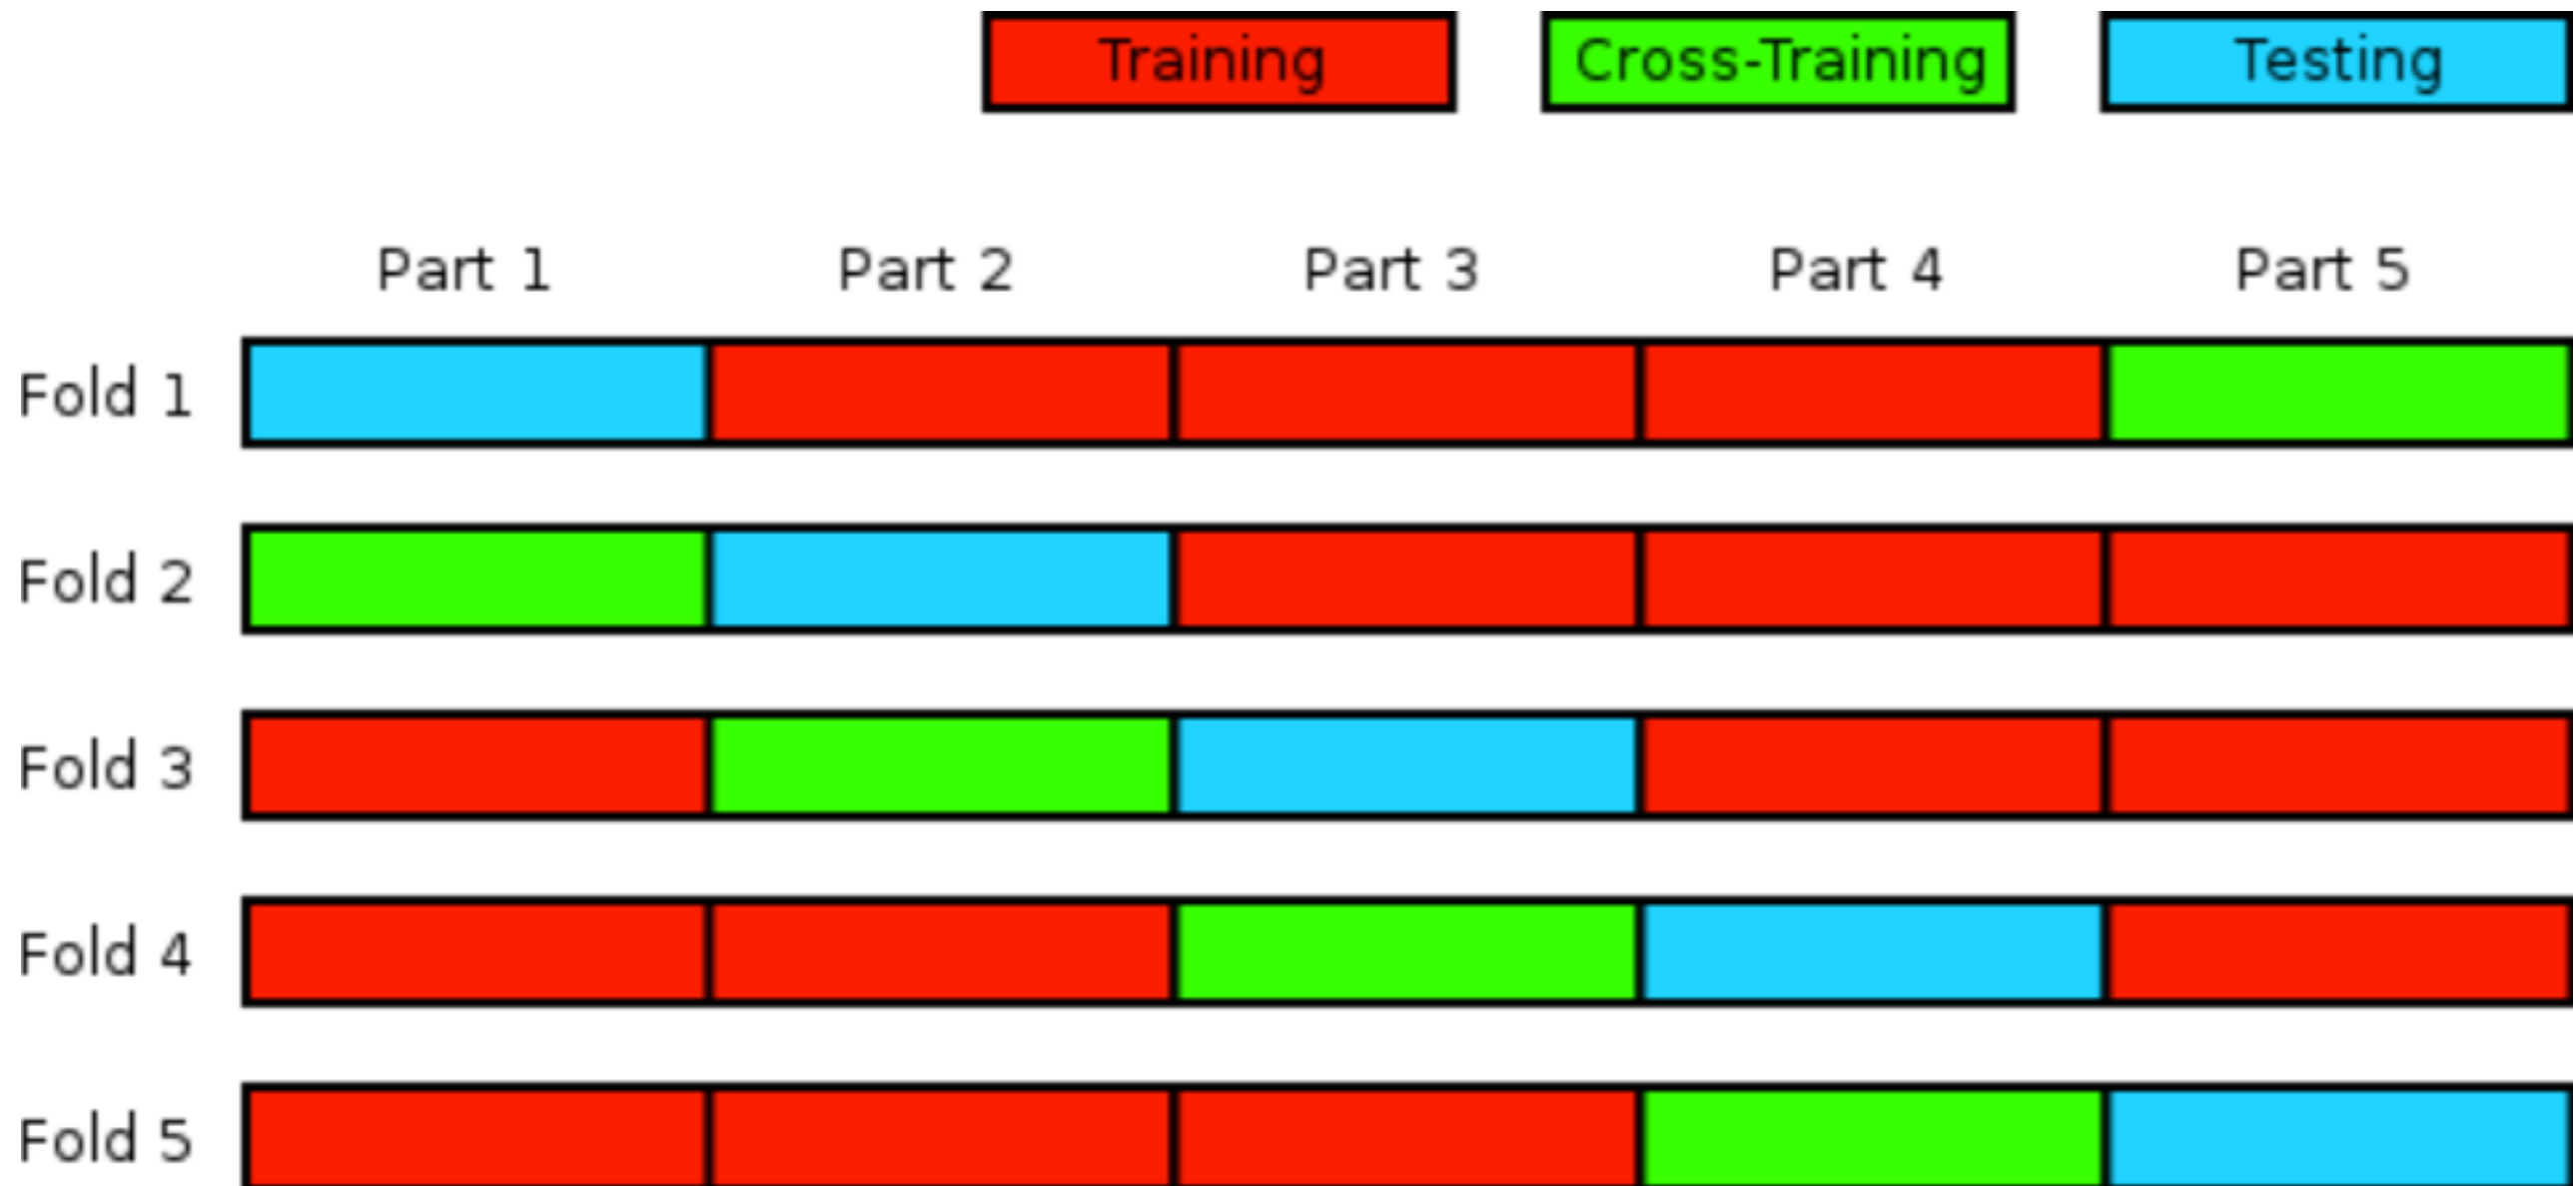 Training Cross-Training Testing
Part 1 Part 2 Part 3 Part 4 Part 5
Fold 1
Fold 2
Fold 3
Fold 4
Fold 5